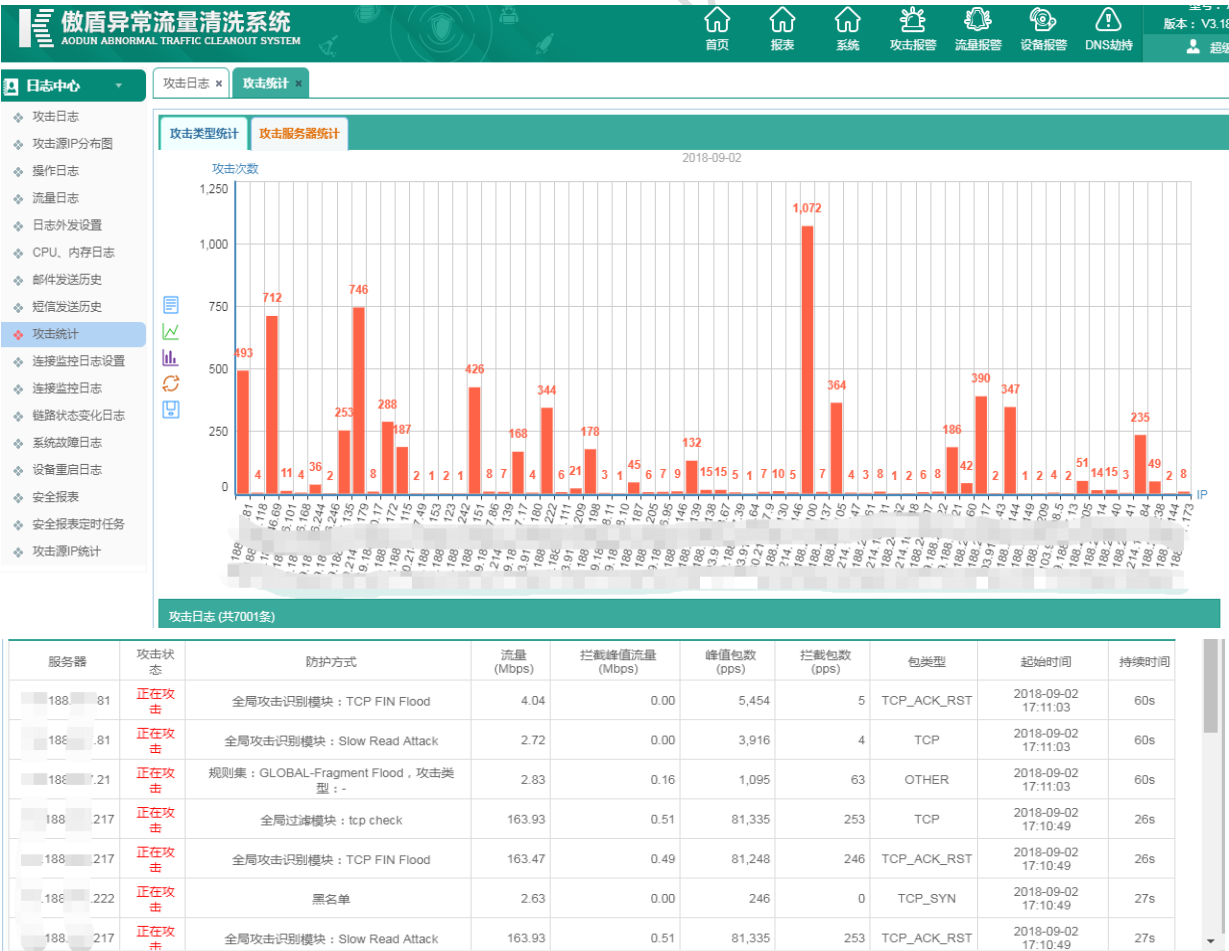 傲盾异常流量清洗系统
AODUN ABNORMAL TRAFFIC CLEANOUT SYSTEM
首页 报表 系统 攻击报警 流量报警 设备报警 DNS劫持
版本：V3.18
日志中心
攻击日志
攻击源IP分布图
操作日志
流量日志
日志外发设置
CPU、内存日志
邮件发送历史
短信发送历史
攻击统计
连接监控日志设置
连接监控日志
链路状态变化日志
系统故障日志
设备重启日志
安全报表
安全报表定时任务
攻击源IP统计
攻击日志 × 攻击统计 ×
攻击类型统计 攻击服务器统计
2018-09-02
攻击次数
1,250
1,000
750
500
250
0
493 4 712 11 4 36 2 253 746 8 288 187 2 1 2 1 426 8 7 168 4 344 6 21 178 3 1 45 6 7 9 132 15 15 5 1 7 10 5 1,072 7 364 4 3 8 1 2 6 8 186 42 390 2 347 1 2 4 2 51 14 15 3 235 49 2 8
IP
攻击日志 (共7001条)
服务器 攻击状态 防护方式 流量(Mbps) 拦截峰值流量(Mbps) 峰值包数(pps) 拦截包数(pps) 包类型 起始时间 持续时间
188. 81 正在攻击 全局攻击识别模块：TCP FIN Flood 4.04 0.00 5,454 5 TCP_ACK_RST 2018-09-02 17:11:03 60s
188 .81 正在攻击 全局攻击识别模块：Slow Read Attack 2.72 0.00 3,916 4 TCP 2018-09-02 17:11:03 60s
188 .21 正在攻击 规则集：GLOBAL-Fragment Flood，攻击类型：- 2.83 0.16 1,095 63 OTHER 2018-09-02 17:11:03 60s
188 .217 正在攻击 全局过滤模块：tcp check 163.93 0.51 81,335 253 TCP 2018-09-02 17:10:49 26s
.188 .217 正在攻击 全局攻击识别模块：TCP FIN Flood 163.47 0.49 81,248 246 TCP_ACK_RST 2018-09-02 17:10:49 26s
.188 .222 正在攻击 黑名单 2.63 0.00 246 0 TCP_SYN 2018-09-02 17:10:49 27s
188. 217 正在攻击 全局攻击识别模块：Slow Read Attack 163.93 0.51 81,335 253 TCP_ACK_RST 2018-09-02 17:10:49 27s